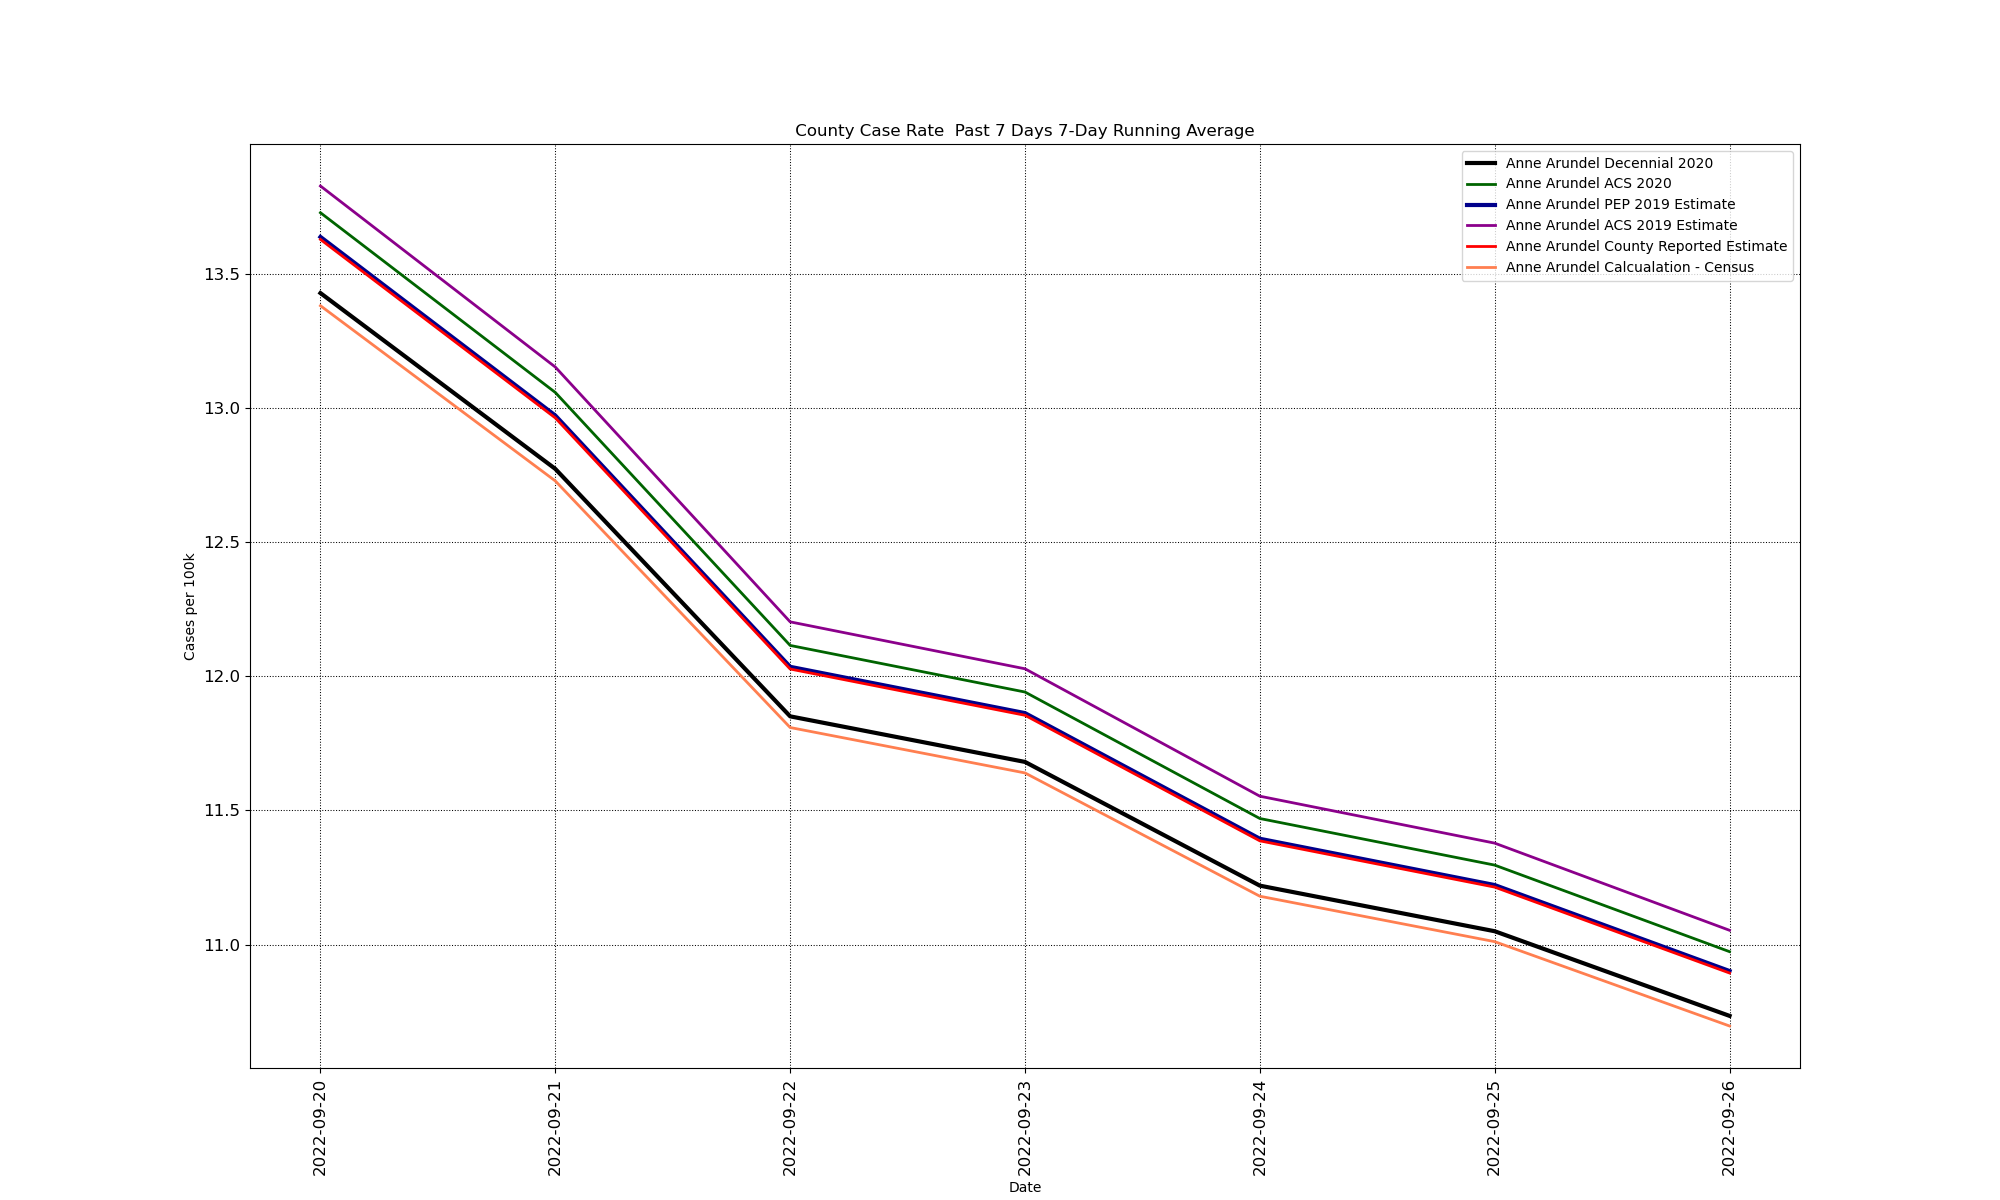 County Case Rate  Past 7 Days 7-Day Running Average
Anne Arundel Decennial 2020
Anne Arundel ACS 2020
Anne Arundel PEP 2019 Estimate
Anne Arundel ACS 2019 Estimate
Anne Arundel County Reported Estimate
Anne Arundel Calcualation - Census
13.5
13.0
12.5
12.0
11.5
11.0
Cases per 100k
2022-09-20
2022-09-21
2022-09-22
2022-09-23
2022-09-24
2022-09-25
2022-09-26
Date